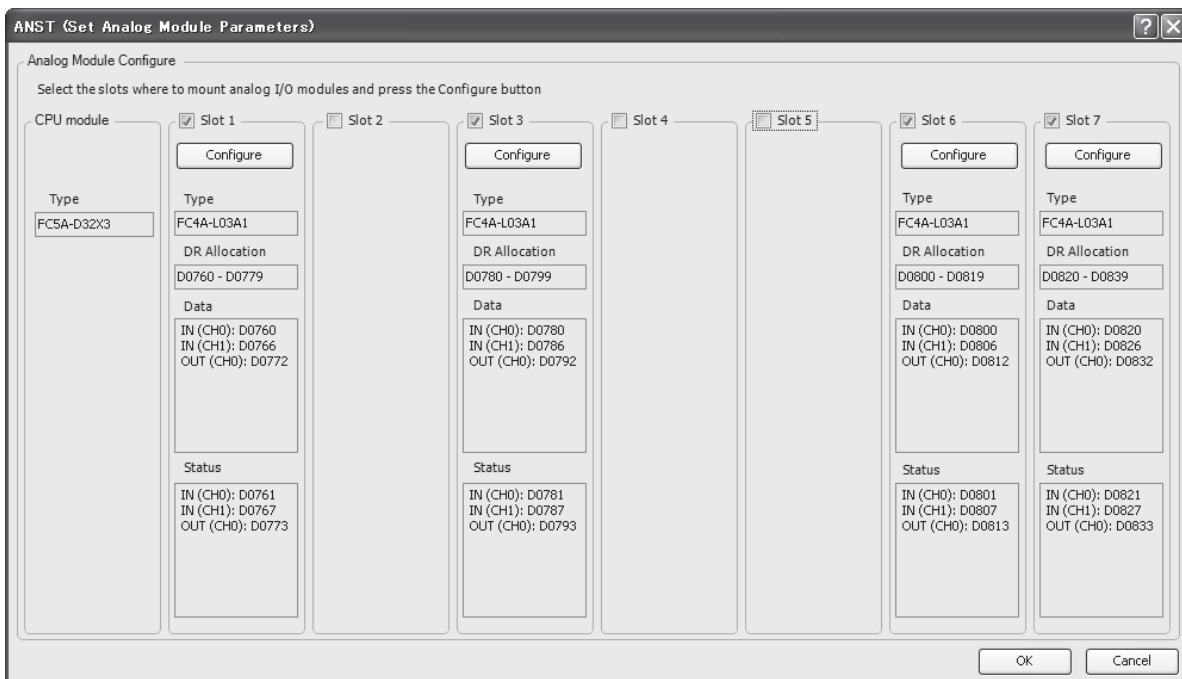 ANST (Set Analog Module Parameters)
Analog Module Configure
Select the slots where to mount analog I/O modules and press the Configure button
CPU module
Type
FC5A-D32X3
Slot 1
Configure
Type
FC4A-L03A1
DR Allocation
D0760 - D0779
Data
IN (CH0): D0760
IN (CH1): D0766
OUT (CH0): D0772
Status
IN (CH0): D0761
IN (CH1): D0767
OUT (CH0): D0773
Slot 2
Slot 3
Configure
Type
FC4A-L03A1
DR Allocation
D0780 - D0799
Data
IN (CH0): D0780
IN (CH1): D0786
OUT (CH0): D0792
Status
IN (CH0): D0781
IN (CH1): D0787
OUT (CH0): D0793
Slot 4
Slot 5
Slot 6
Configure
Type
FC4A-L03A1
DR Allocation
D0800 - D0819
Data
IN (CH0): D0800
IN (CH1): D0806
OUT (CH0): D0812
Status
IN (CH0): D0801
IN (CH1): D0807
OUT (CH0): D0813
Slot 7
Configure
Type
FC4A-L03A1
DR Allocation
D0820 - D0839
Data
IN (CH0): D0820
IN (CH1): D0826
OUT (CH0): D0832
Status
IN (CH0): D0821
IN (CH1): D0827
OUT (CH0): D0833
OK
Cancel